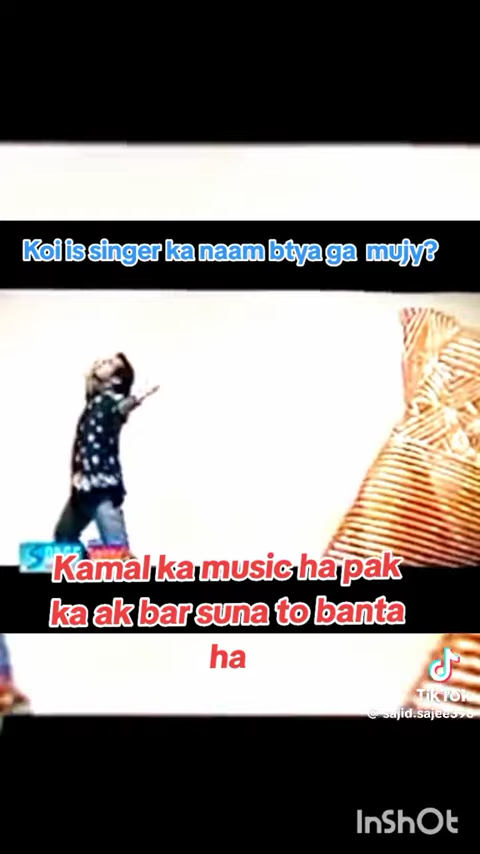 Koi is singer ka naam btya ga mujy?
Kamal ka music ha pak
ka ak bar suna to banta
ha
TikTok
InShOt